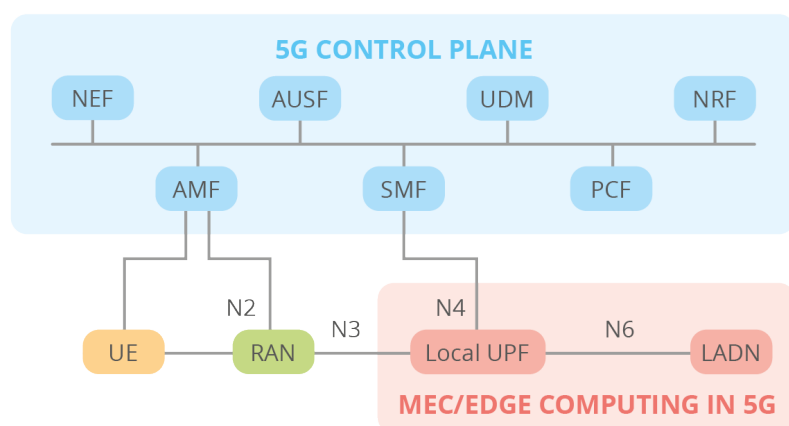 5G CONTROL PLANE
NEF AUSF UDM NRF
AMF SMF PCF
N2 N3 N4 N6
UE RAN Local UPF LADN
MEC/EDGE COMPUTING IN 5G